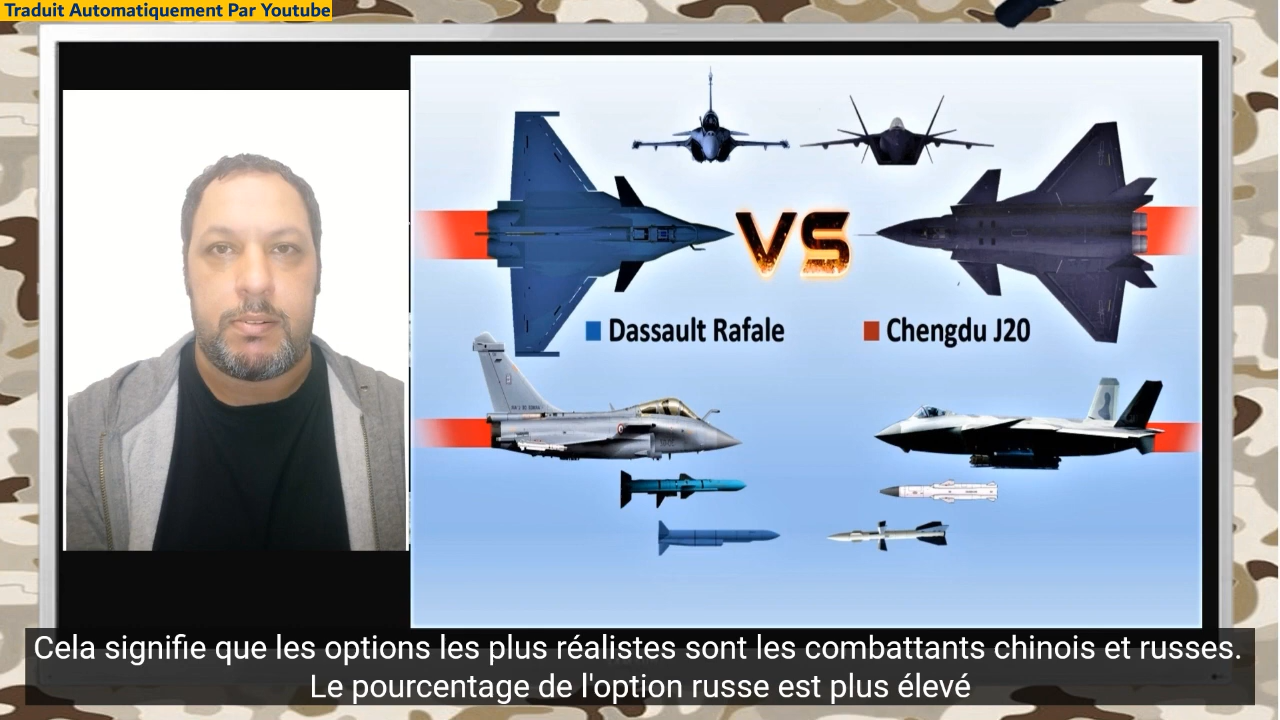 Traduit Automatiquement Par Youtube
VS
Dassault Rafale
Chengdu J20
Cela signifie que les options les plus réalistes sont les combattants chinois et russes.
Le pourcentage de l'option russe est plus élevé